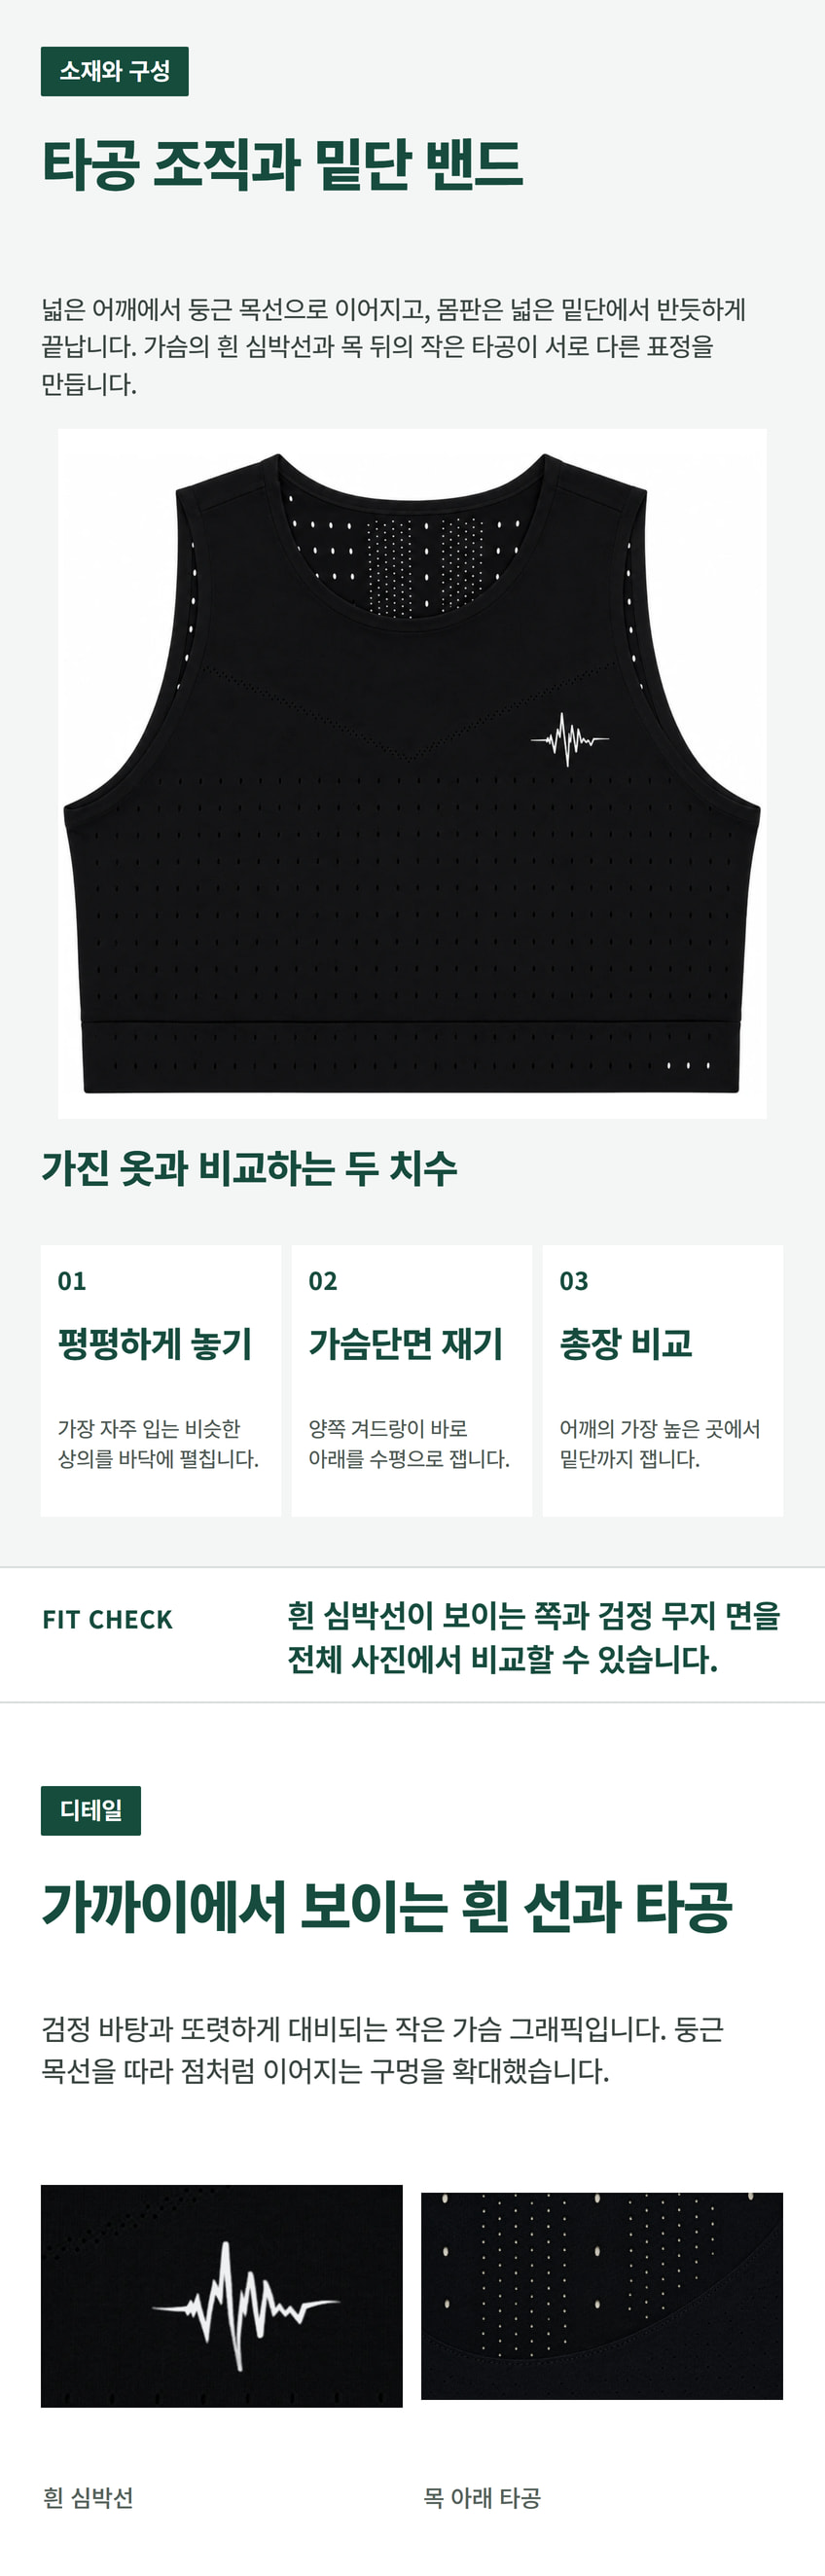 소재와 구성
타공 조직과 밑단 밴드
넓은 어깨에서 둥근 목선으로 이어지고, 몸판은 넓은 밑단에서 반듯하게
끝납니다. 가슴의 흰 심박선과 목 뒤의 작은 타공이 서로 다른 표정을
만듭니다.
가진 옷과 비교하는 두 치수
01
평평하게 놓기
가장 자주 입는 비슷한
상의를 바닥에 펼칩니다.
02
가슴단면 재기
양쪽 겨드랑이 바로
아래를 수평으로 잽니다.
03
총장 비교
어깨의 가장 높은 곳에서
밑단까지 잽니다.
FIT CHECK
흰 심박선이 보이는 쪽과 검정 무지 면을
전체 사진에서 비교할 수 있습니다.
디테일
가까이에서 보이는 흰 선과 타공
검정 바탕과 또렷하게 대비되는 작은 가슴 그래픽입니다. 둥근
목선을 따라 점처럼 이어지는 구멍을 확대했습니다.
흰 심박선
목 아래 타공